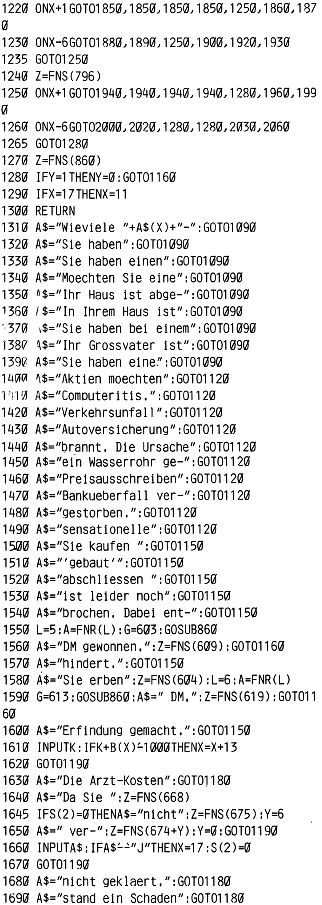 1220 ONX+1GOTO1850,1850,1850,1850,1250,1860,187
0
1230 ONX-6GOTO1880,1890,1250,1900,1920,1930
1235 GOTO1250
1240 Z=FNS(796)
1250 ONX+1GOTO1940,1940,1940,1940,1280,1960,199
0
1260 ONX-6GOTO2000,2020,1280,1280,2030,2060
1265 GOTO1280
1270 Z=FNS(860)
1280 IFY=1THENY=0:GOTO1160
1290 IFX=17THENX=11
1300 RETURN
1310 A$="Wieviele "+A$(X)+"-":GOTO1090
1320 A$="Sie haben":GOTO1090
1330 A$="Sie haben einen":GOTO1090
1340 A$="Moechten Sie eine":GOTO1090
1350 A$="Ihr Haus ist abge-":GOTO1090
1360 A$="In Ihrem Haus ist":GOTO1090
1370 A$="Sie haben bei einem":GOTO1090
1380 A$="Ihr Grossvater ist":GOTO1090
1390 A$="Sie haben eine":GOTO1090
1400 A$="Aktien moechten":GOTO1120
1410 A$="Computeritis.":GOTO1120
1420 A$="Verkehrsunfall":GOTO1120
1430 A$="Autoversicherung":GOTO1120
1440 A$="brannt. Die Ursache":GOTO1120
1450 A$="ein Wasserrohr ge-":GOTO1120
1460 A$="Preisausschreiben":GOTO1120
1470 A$="Bankueberfall ver-":GOTO1120
1480 A$="gestorben.":GOTO1120
1490 A$="sensationelle":GOTO1120
1500 A$="Sie kaufen ":GOTO1150
1510 A$="'gebaut'":GOTO1150
1520 A$="abschliessen ":GOTO1150
1530 A$="ist leider noch":GOTO1150
1540 A$="brochen. Dabei ent-":GOTO1150
1550 L=5:A=FNR(L):G=603:GOSUB860
1560 A$="DM gewonnen.":Z=FNS(609):GOTO1160
1570 A$="hindert.":GOTO1150
1580 A$="Sie erben":Z=FNS(604):L=6:A=FNR(L)
1590 G=613:GOSUB860:A$=" DM.":Z=FNS(619):GOTO11
60
1600 A$="Erfindung gemacht.":GOTO1150
1610 INPUTK:IFK+B(X)>1000THENX=X+13
1620 GOTO1190
1630 A$="Die Arzt-Kosten":GOTO1180
1640 A$="Da Sie ":Z=FNS(668)
1645 IFS(2)=0THENA$="nicht":Z=FNS(675):Y=6
1650 A$=" ver-":Z=FNS(674+Y):Y=0:GOTO1190
1660 INPUTA$:IFA$="J"THENX=17:S(2)=0
1670 GOTO1190
1680 A$="nicht geklaert.":GOTO1180
1690 A$="stand ein Schaden":GOTO1180